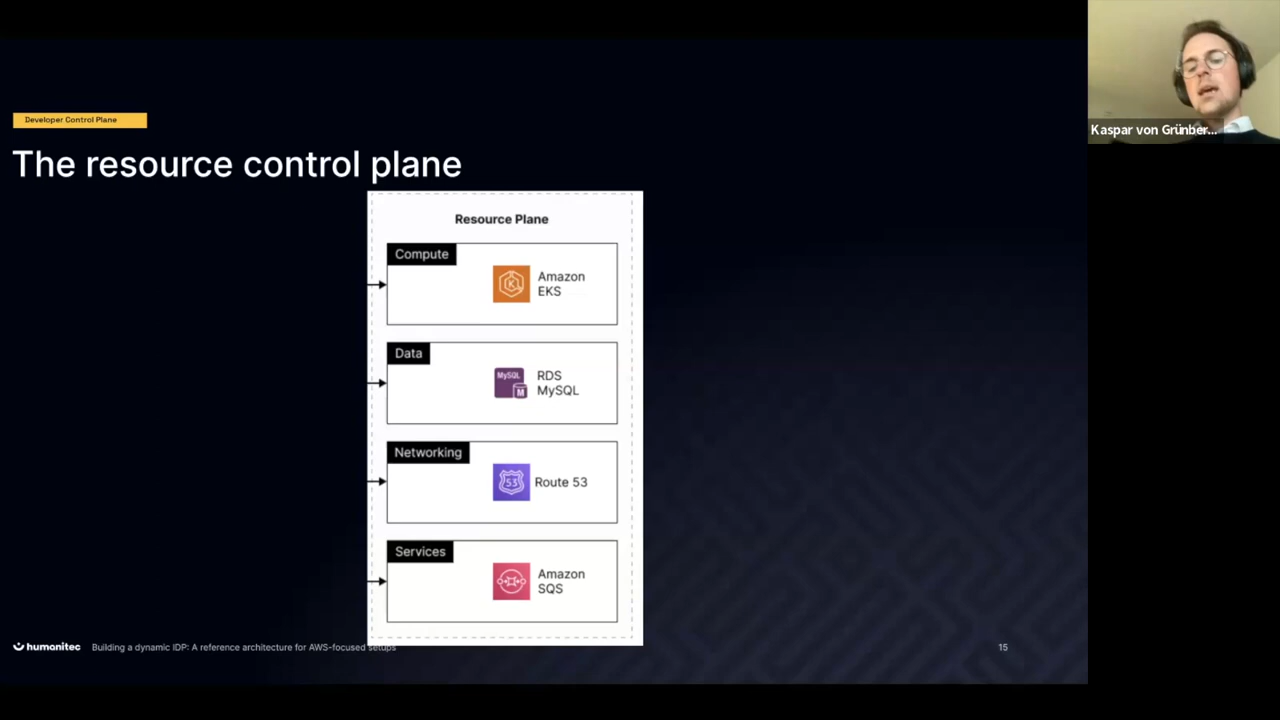 Developer Control Plane
The resource control plane
Resource Plane
Compute
Amazon
EKS
Data
MySQL
M
RDS
MySQL
Networking
53
Route 53
Services
Amazon
SQS
humanitec
Building a dynamic IDP: A reference architecture for AWS-focused setups
15
Kaspar von Grünber...